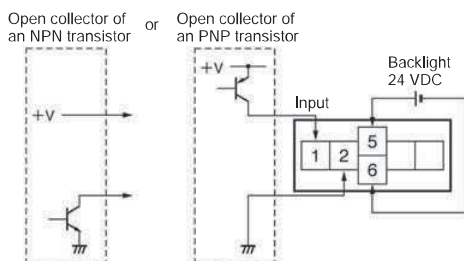 Open collector of
an NPN transistor
or
Open collector of
an PNP transistor
+V
+V
Input
Backlight
24 VDC
1 2 5
6